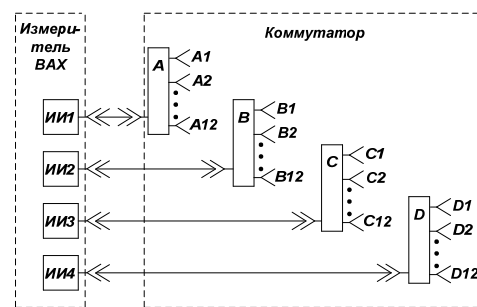 Измери-
тель
ВАХ
Коммутатор
ИИ1
ИИ2
ИИ3
ИИ4
A
A1
A2
A12
B
B1
B2
B12
C
C1
C2
C12
D
D1
D2
D12